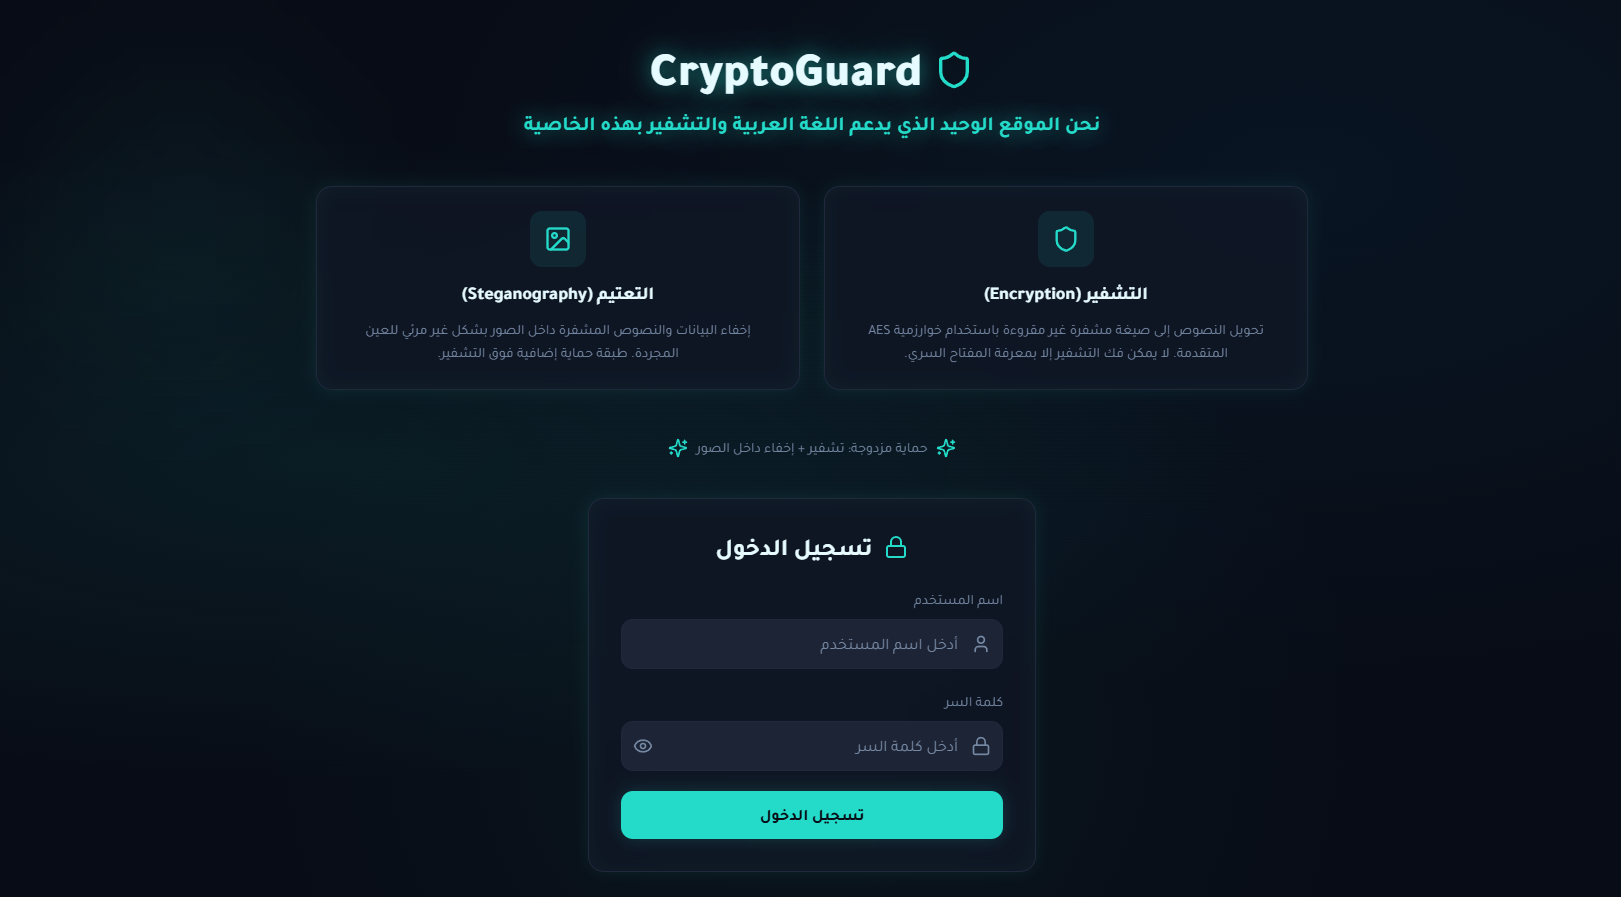 CryptoGuard
نحن الموقع الوحيد الذي يدعم اللغة العربية والتشفير بهذه الخاصية
التشفير (Encryption)
تحويل النصوص إلى صيغة مشفرة غير مقروءة باستخدام خوارزمية AES
المتقدمة. لا يمكن فك التشفير إلا بمعرفة المفتاح السري.
التعتيم (Steganography)
إخفاء البيانات والنصوص المشفرة داخل الصور بشكل غير مرئي للعين
المجردة. طبقة حماية إضافية فوق التشفير.
حماية مزدوجة: تشفير + إخفاء داخل الصور
تسجيل الدخول
اسم المستخدم
أدخل اسم المستخدم
كلمة السر
أدخل كلمة السر
تسجيل الدخول